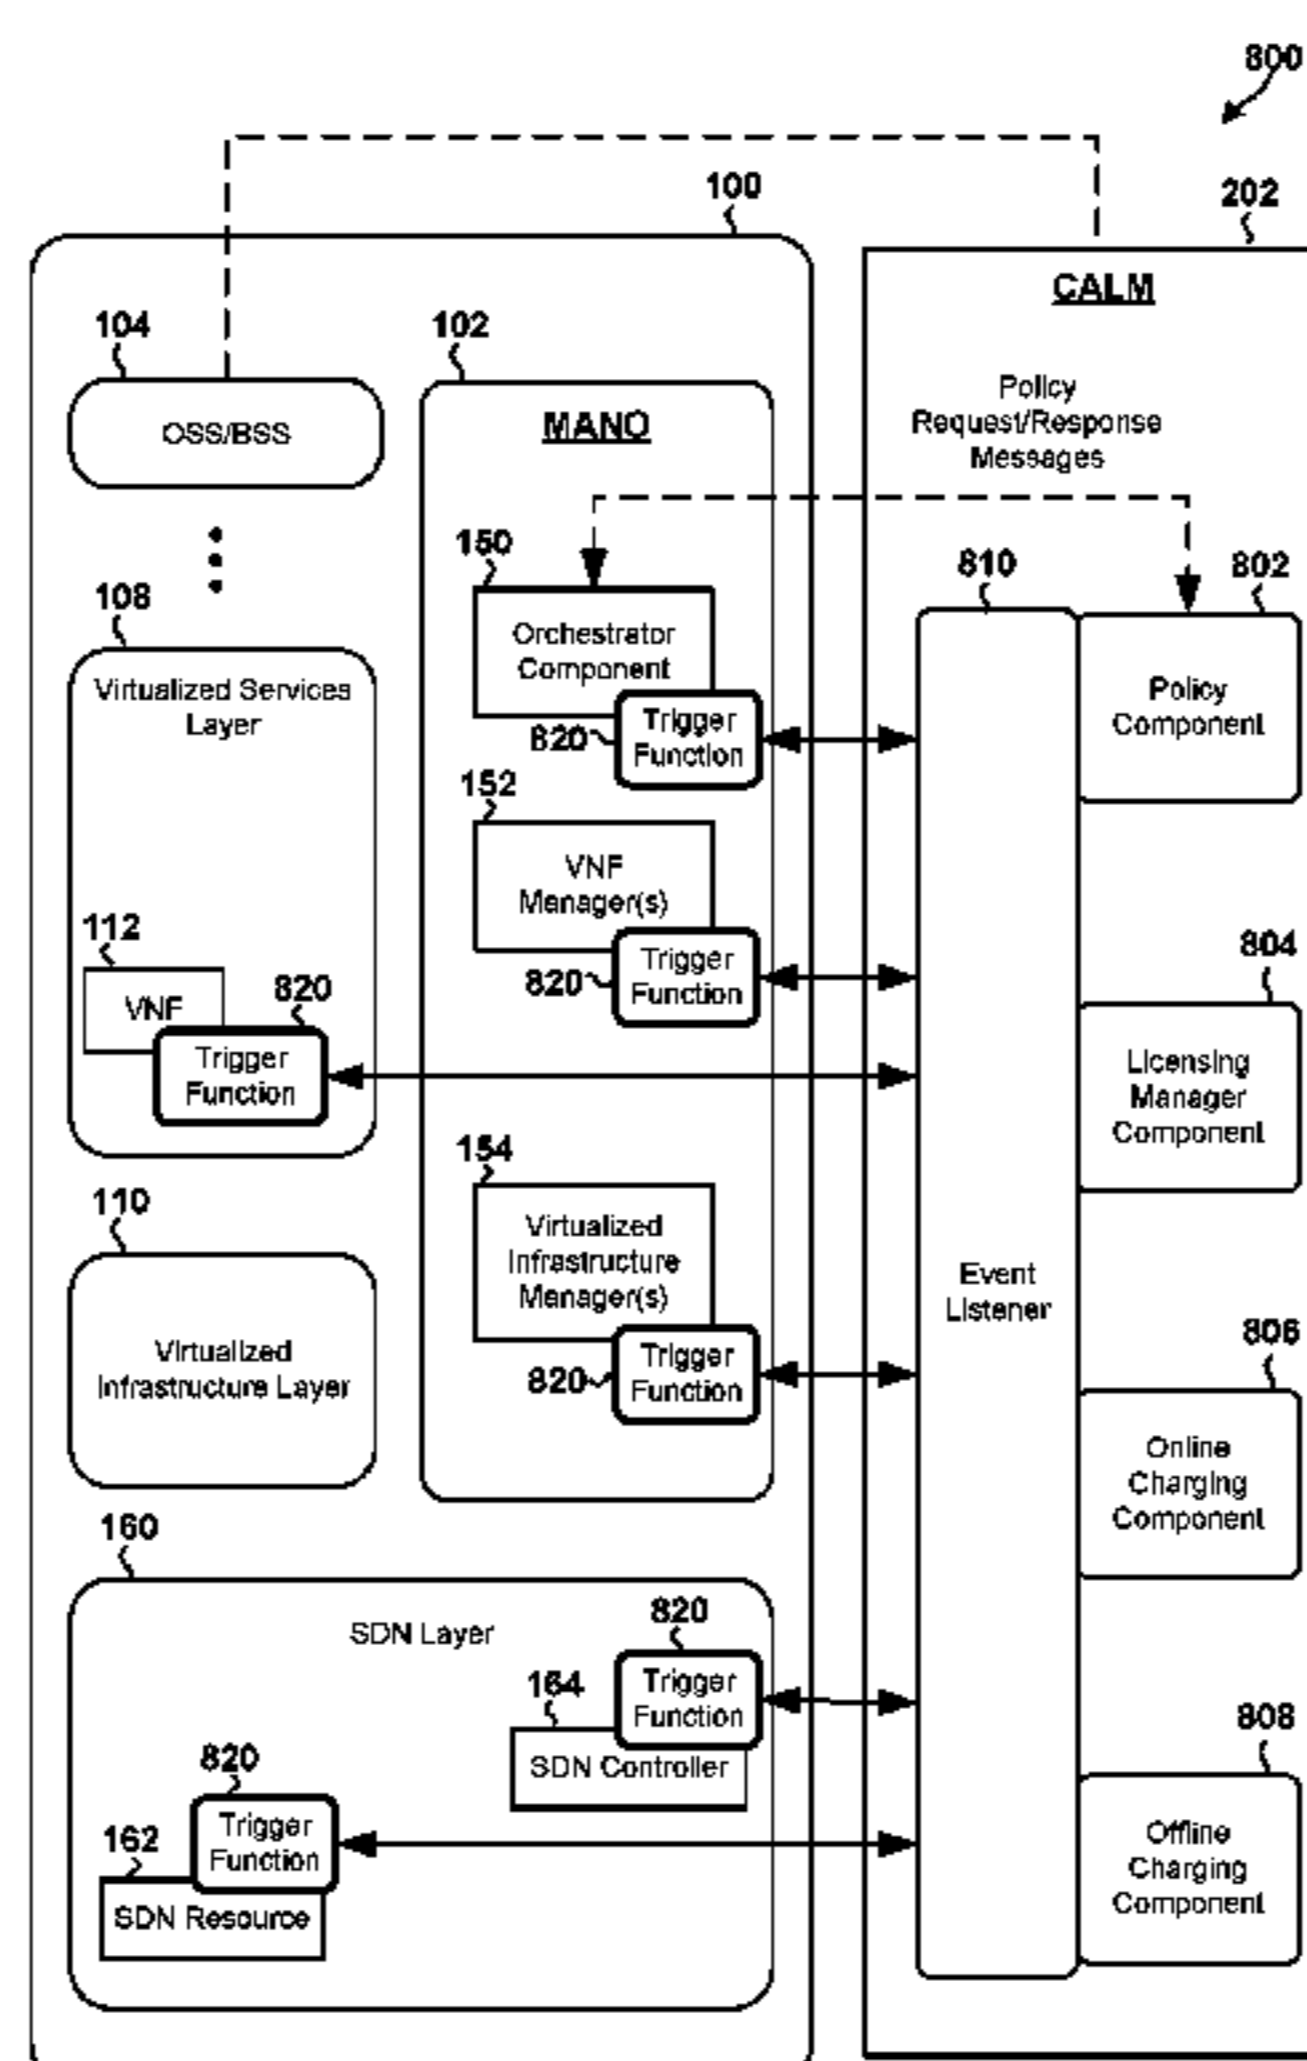 800
100
202
CALM
104
102
Policy
Request/Response
Messages
OSS/BSS
MANO
150
810
802
108
Orchestrator
Component
Virtualized Services
Layer
Policy
Component
820
Trigger
Function
152
VNF
Manager(s)
112
804
820
Trigger
Function
VNF
820
Trigger
Function
Licensing
Manager
Component
154
110
Virtualized
Infrastructure
Manager(s)
Event
Listener
806
Virtualized
Infrastructure Layer
820
Trigger
Function
Online
Charging
Component
160
SDN Layer
820
164
Trigger
Function
808
SDN Controller
820
162
Trigger
Function
Offline
Charging
Component
SDN Resource